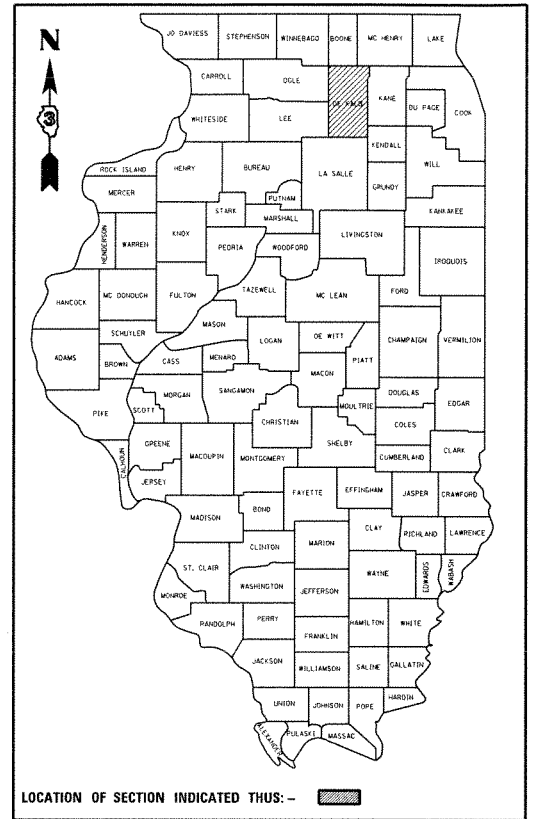 JO DAVIESS STEPHENSON WINNEBAGO BOONE MC HENRY LAKE
N
CARROLL OGLE DE KALB KANE DU PAGE COOK
3
WHITESIDE LEE
KENDALL
ROCK ISLAND HENRY BUREAU LA SALLE WILL
MERCER PUTNAM GRUNDY
STARK MARSHALL KANKAKEE
HENDERSON WARREN KNOX PEORIA WOODFORD LIVINGSTON IROQUOIS
HANCOCK MC DONOUGH FULTON TAZEWELL MC LEAN FORD
MASON
SCHUYLER LOGAN DE WITT CHAMPAIGN VERMILION
ADAMS BROWN CASS MENARD MACON PIATT
MORGAN SANGAMON DOUGLAS
PIKE SCOTT CHRISTIAN MOULTRIE COLES EDGAR
GREENE MACOUPIN SHELBY
CALHOUN JERSEY MONTGOMERY CUMBERLAND CLARK
FAYETTE EFFINGHAM JASPER CRAWFORD
MADISON BOND
CLAY RICHLAND LAWRENCE
CLINTON MARION
ST. CLAIR WAYNE EDWARDS WABASH
MONROE WASHINGTON JEFFERSON
RANDOLPH PERRY HAMILTON WHITE
FRANKLIN
JACKSON WILLIAMSON SALINE GALLATIN
UNION JOHNSON POPE HARDIN
ALEXANDER PULASKI MASSAC
LOCATION OF SECTION INDICATED THUS: –